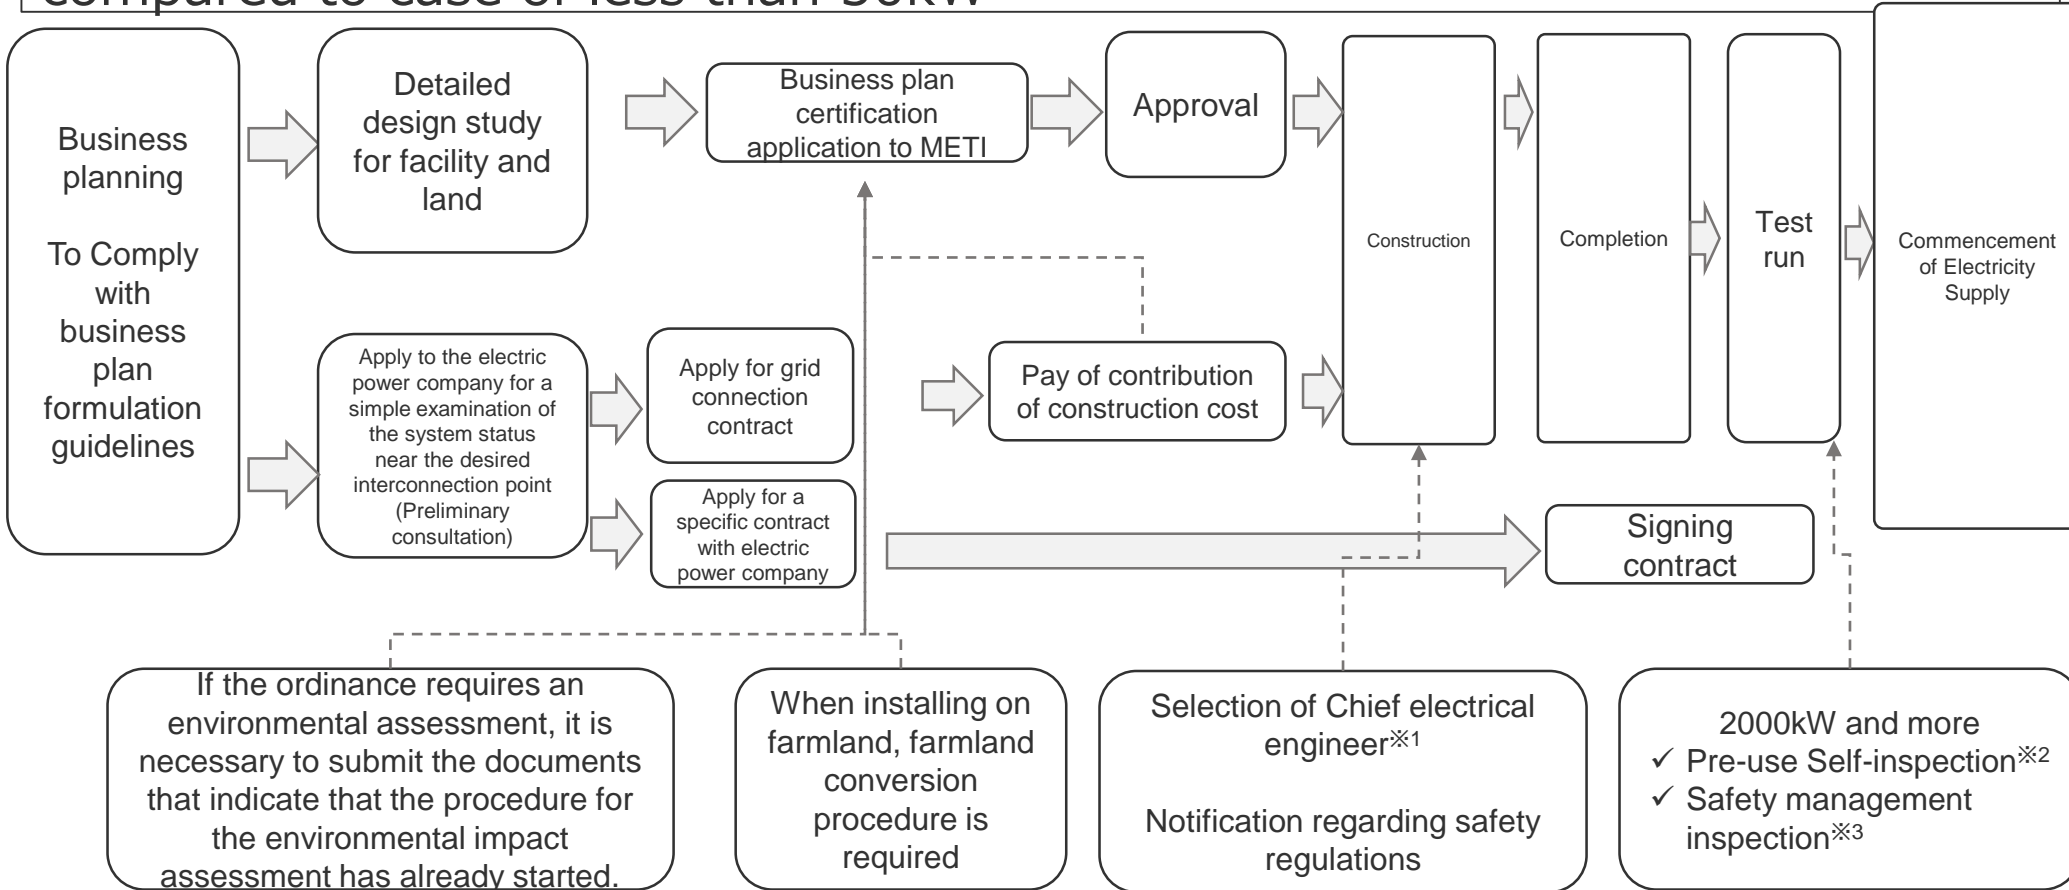 compared to case of less than 50kW
Business
planning
To Comply
with
business
plan
formulation
guidelines
Detailed
design study
for facility and
land
Business plan
certification
application to METI
Approval
Construction
Completion
Test
run
Commencement
of Electricity
Supply
Apply to the electric
power company for a
simple examination of
the system status
near the desired
interconnection point
(Preliminary
consultation)
Apply for grid
connection
contract
Apply for a
specific contract
with electric
power company
Pay of contribution
of construction cost
Signing
contract
If the ordinance requires an
environmental assessment, it is
necessary to submit the documents
that indicate that the procedure for
the environmental impact
assessment has already started.
When installing on
farmland, farmland
conversion
procedure is
required
Selection of Chief electrical
engineer※1
Notification regarding safety
regulations
2000kW and more
✓ Pre-use Self-inspection※2
✓ Safety management
inspection※3